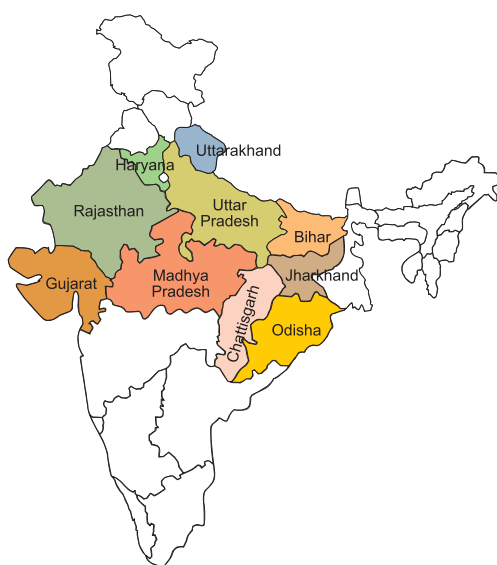 Uttarakhand
Haryana
Rajasthan
Uttar
Pradesh
Bihar
Gujarat
Madhya
Pradesh
Jharkhand
Chattisgarh
Odisha